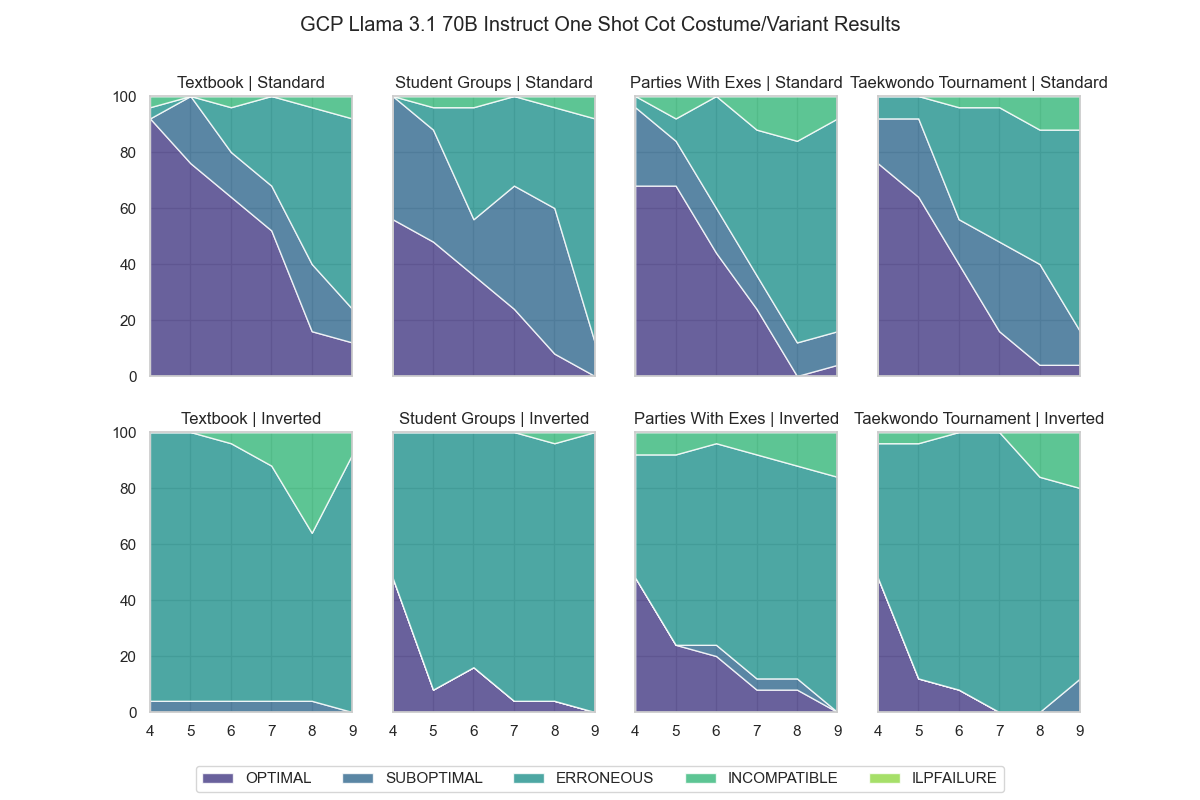 GCP Llama 3.1 70B Instruct One Shot Cot Costume/Variant Results
Textbook | Standard
Student Groups | Standard
Parties With Exes | Standard
Taekwondo Tournament | Standard
100
80
60
40
20
0
Textbook | Inverted
Student Groups | Inverted
Parties With Exes | Inverted
Taekwondo Tournament | Inverted
100
80
60
40
20
0
4 5 6 7 8 9
4 5 6 7 8 9
4 5 6 7 8 9
4 5 6 7 8 9
OPTIMAL SUBOPTIMAL ERRONEOUS INCOMPATIBLE ILPFAILURE